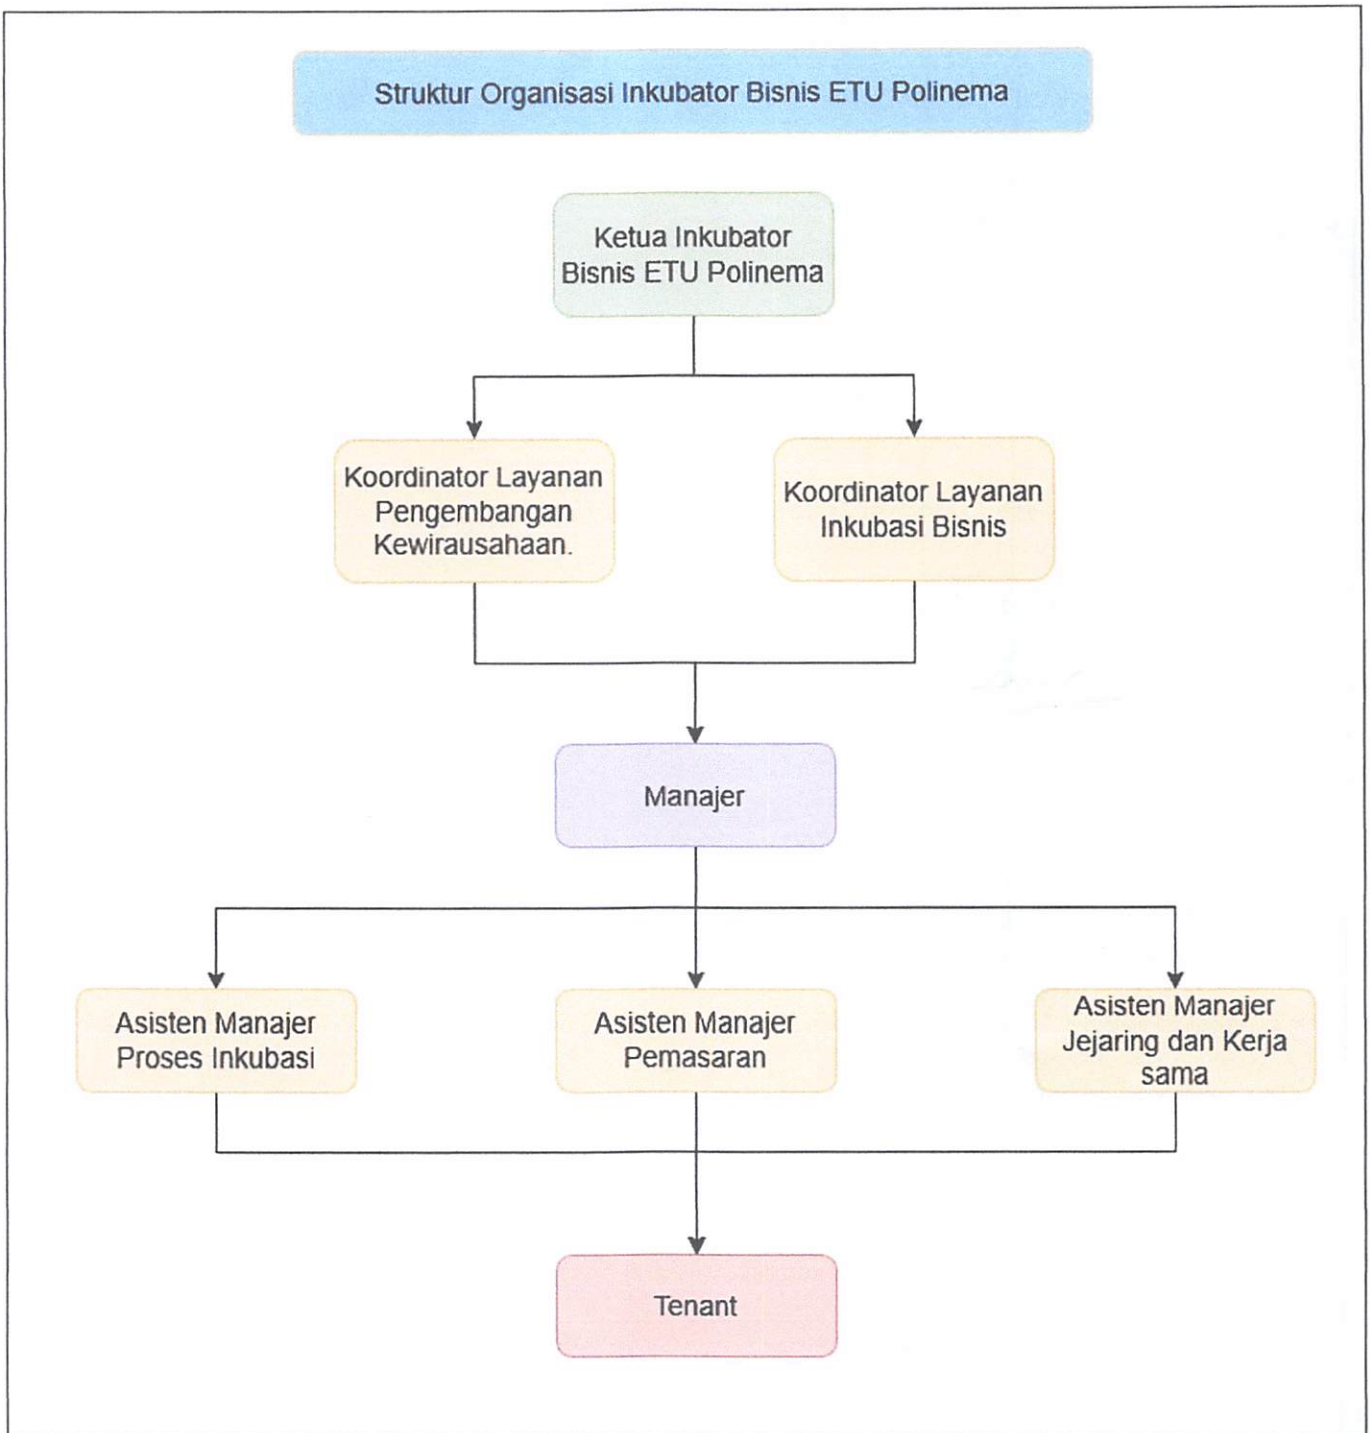 Struktur Organisasi Inkubator Bisnis ETU Polinema
Ketua Inkubator
Bisnis ETU Polinema
Koordinator Layanan
Pengembangan
Kewirausahaan.
Koordinator Layanan
Inkubasi Bisnis
Manajer
Asisten Manajer
Proses Inkubasi
Asisten Manajer
Pemasaran
Asisten Manajer
Jejaring dan Kerja
sama
Tenant